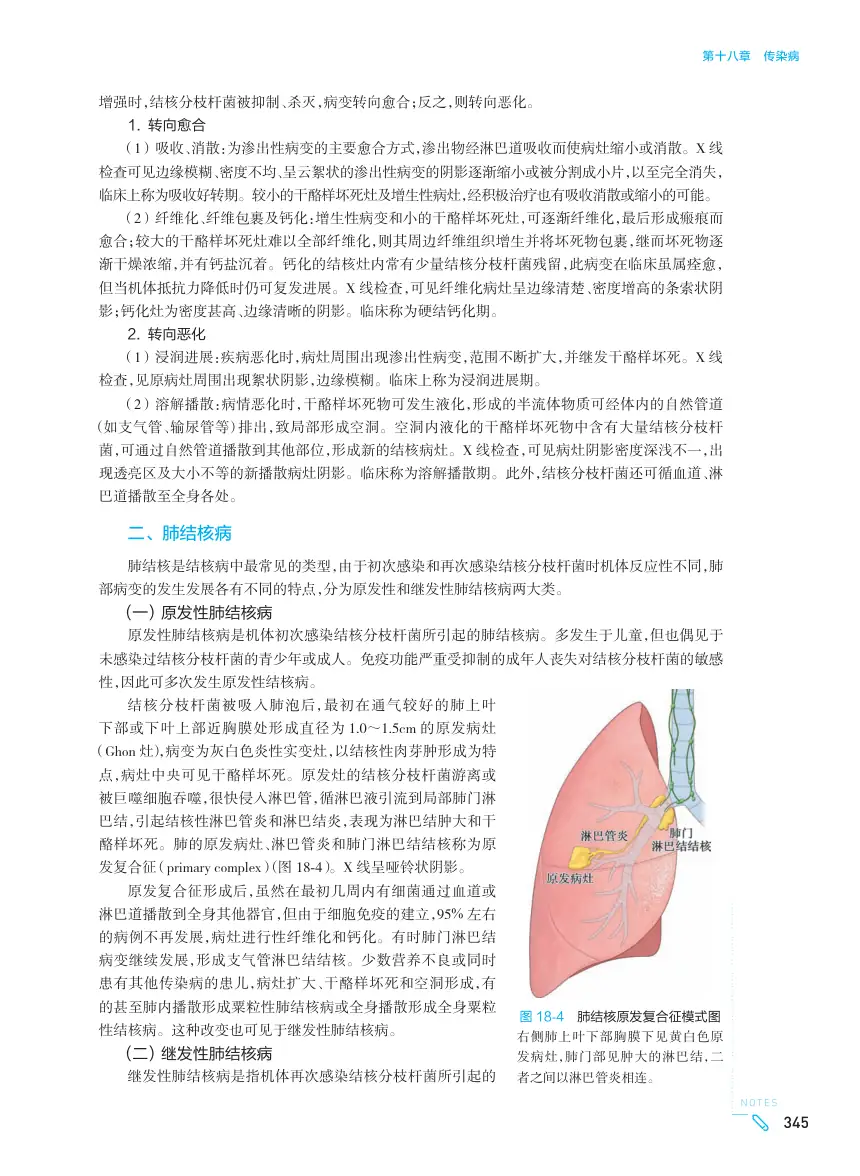 第十八章　传染病
增强时,结核分枝杆菌被抑制、杀灭,病变转向愈合;反之,则转向恶化。
1. 转向愈合
（1）吸收、消散:为渗出性病变的主要愈合方式,渗出物经淋巴道吸收而使病灶缩小或消散。X 线
检查可见边缘模糊、密度不均、呈云絮状的渗出性病变的阴影逐渐缩小或被分割成小片,以至完全消失,
临床上称为吸收好转期。较小的干酪样坏死灶及增生性病灶,经积极治疗也有吸收消散或缩小的可能。
（2）纤维化、纤维包裹及钙化:增生性病变和小的干酪样坏死灶,可逐渐纤维化,最后形成瘢痕而
愈合;较大的干酪样坏死灶难以全部纤维化,则其周边纤维组织增生并将坏死物包裹,继而坏死物逐
渐干燥浓缩,并有钙盐沉着。钙化的结核灶内常有少量结核分枝杆菌残留,此病变在临床虽属痊愈,
但当机体抵抗力降低时仍可复发进展。X 线检查,可见纤维化病灶呈边缘清楚、密度增高的条索状阴
影;钙化灶为密度甚高、边缘清晰的阴影。临床称为硬结钙化期。
2. 转向恶化
（1）浸润进展:疾病恶化时,病灶周围出现渗出性病变,范围不断扩大,并继发干酪样坏死。X 线
检查,见原病灶周围出现絮状阴影,边缘模糊。临床上称为浸润进展期。
（2）溶解播散:病情恶化时,干酪样坏死物可发生液化,形成的半流体物质可经体内的自然管道
（如支气管、输尿管等）排出,致局部形成空洞。空洞内液化的干酪样坏死物中含有大量结核分枝杆
菌,可通过自然管道播散到其他部位,形成新的结核病灶。X 线检查,可见病灶阴影密度深浅不一,出
现透亮区及大小不等的新播散病灶阴影。临床称为溶解播散期。此外,结核分枝杆菌还可循血道、淋
巴道播散至全身各处。
二、肺结核病
肺结核是结核病中最常见的类型,由于初次感染和再次感染结核分枝杆菌时机体反应性不同,肺
部病变的发生发展各有不同的特点,分为原发性和继发性肺结核病两大类。
（一）原发性肺结核病
原发性肺结核病是机体初次感染结核分枝杆菌所引起的肺结核病。多发生于儿童,但也偶见于
未感染过结核分枝杆菌的青少年或成人。免疫功能严重受抑制的成年人丧失对结核分枝杆菌的敏感
性,因此可多次发生原发性结核病。
结核分枝杆菌被吸入肺泡后,最初在通气较好的肺上叶
下部或下叶上部近胸膜处形成直径为 1.0～1.5cm 的原发病灶
（Ghon 灶),病变为灰白色炎性实变灶,以结核性肉芽肿形成为特
点,病灶中央可见干酪样坏死。原发灶的结核分枝杆菌游离或
被巨噬细胞吞噬,很快侵入淋巴管,循淋巴液引流到局部肺门淋
巴结,引起结核性淋巴管炎和淋巴结炎,表现为淋巴结肿大和干
酪样坏死。肺的原发病灶、淋巴管炎和肺门淋巴结结核称为原
发复合征（primary complex）（图 18-4）。X 线呈哑铃状阴影。
原发复合征形成后,虽然在最初几周内有细菌通过血道或
淋巴道播散到全身其他器官,但由于细胞免疫的建立,95% 左右
的病例不再发展,病灶进行性纤维化和钙化。有时肺门淋巴结
病变继续发展,形成支气管淋巴结结核。少数营养不良或同时
患有其他传染病的患儿,病灶扩大、干酪样坏死和空洞形成,有
的甚至肺内播散形成粟粒性肺结核病或全身播散形成全身粟粒
性结核病。这种改变也可见于继发性肺结核病。
（二）继发性肺结核病
继发性肺结核病是指机体再次感染结核分枝杆菌所引起的
淋巴管炎
肺门
淋巴结结核
原发病灶
图 18-4　肺结核原发复合征模式图
右侧肺上叶下部胸膜下见黄白色原
发病灶,肺门部见肿大的淋巴结,二
者之间以淋巴管炎相连。
NOTES
345